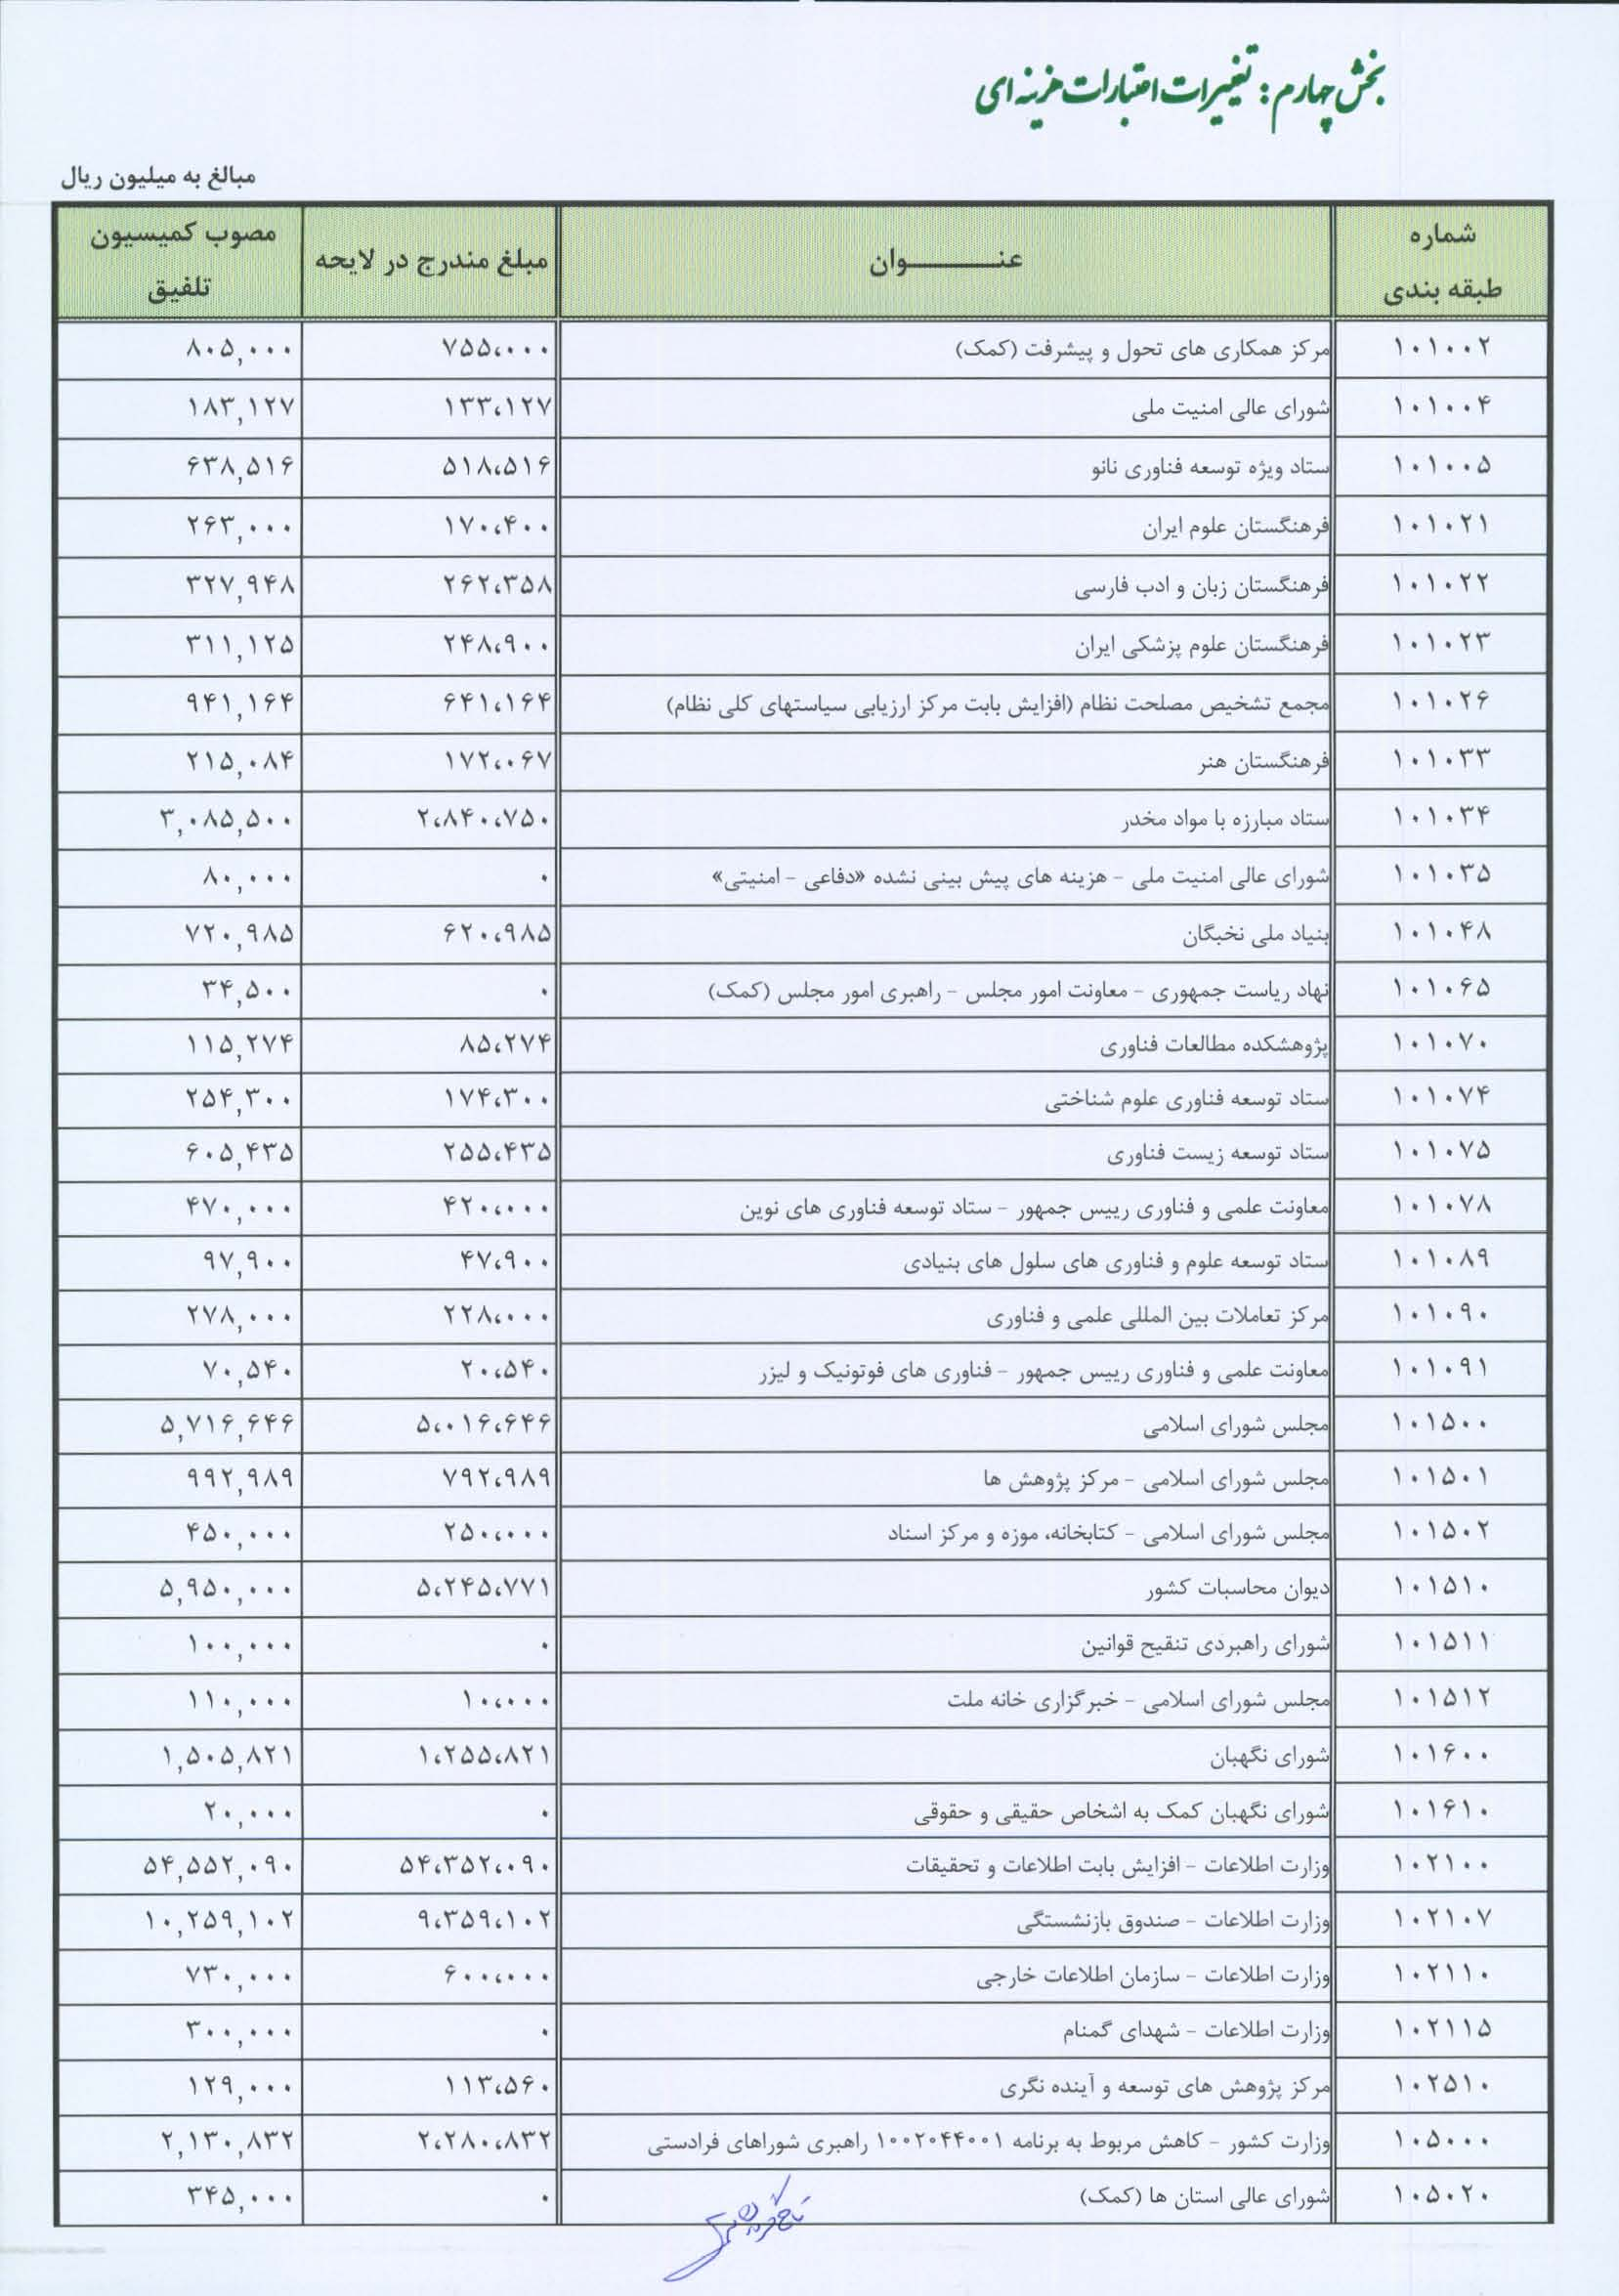 بخش چهارم: تغییرات اعتبارات هزینه ای
مبالغ به میلیون ریال
شماره طبقه بندی عنـــــــوان مبلغ مندرج در لایحه مصوب کمیسیون تلفیق
۱۰۱۰۰۲ مرکز همکاری های تحول و پیشرفت (کمک) ۷۵۵،۰۰۰ ۸۰۵,۰۰۰
۱۰۱۰۰۴ شورای عالی امنیت ملی ۱۳۳،۱۲۷ ۱۸۳,۱۲۷
۱۰۱۰۰۵ ستاد ویژه توسعه فناوری نانو ۵۱۸،۵۱۶ ۶۳۸,۵۱۶
۱۰۱۰۲۱ فرهنگستان علوم ایران ۱۷۰،۴۰۰ ۲۶۳,۰۰۰
۱۰۱۰۲۲ فرهنگستان زبان و ادب فارسی ۲۶۲،۳۵۸ ۳۲۷,۹۴۸
۱۰۱۰۲۳ فرهنگستان علوم پزشکی ایران ۲۴۸،۹۰۰ ۳۱۱,۱۲۵
۱۰۱۰۲۶ مجمع تشخیص مصلحت نظام (افزایش بابت مرکز ارزیابی سیاستهای کلی نظام) ۶۴۱،۱۶۴ ۹۴۱,۱۶۴
۱۰۱۰۳۳ فرهنگستان هنر ۱۷۲،۰۶۷ ۲۱۵,۰۸۴
۱۰۱۰۳۴ ستاد مبارزه با مواد مخدر ۲،۸۴۰،۷۵۰ ۳,۰۸۵,۵۰۰
۱۰۱۰۳۵ شورای عالی امنیت ملی - هزینه های پیش بینی نشده «دفاعی - امنیتی» ۰ ۸۰,۰۰۰
۱۰۱۰۴۸ بنیاد ملی نخبگان ۶۲۰،۹۸۵ ۷۲۰,۹۸۵
۱۰۱۰۶۵ نهاد ریاست جمهوری - معاونت امور مجلس - راهبری امور مجلس (کمک) ۰ ۳۴,۵۰۰
۱۰۱۰۷۰ پژوهشکده مطالعات فناوری ۸۵،۲۷۴ ۱۱۵,۲۷۴
۱۰۱۰۷۴ ستاد توسعه فناوری علوم شناختی ۱۷۴،۳۰۰ ۲۵۴,۳۰۰
۱۰۱۰۷۵ ستاد توسعه زیست فناوری ۲۵۵،۴۳۵ ۶۰۵,۴۳۵
۱۰۱۰۷۸ معاونت علمی و فناوری رییس جمهور - ستاد توسعه فناوری های نوین ۴۲۰،۰۰۰ ۴۷۰,۰۰۰
۱۰۱۰۸۹ ستاد توسعه علوم و فناوری های سلول های بنیادی ۴۷،۹۰۰ ۹۷,۹۰۰
۱۰۱۰۹۰ مرکز تعاملات بین المللی علمی و فناوری ۲۲۸،۰۰۰ ۲۷۸,۰۰۰
۱۰۱۰۹۱ معاونت علمی و فناوری رییس جمهور - فناوری های فوتونیک و لیزر ۲۰،۵۴۰ ۷۰,۵۴۰
۱۰۱۵۰۰ مجلس شورای اسلامی ۵،۰۱۶،۶۴۶ ۵,۷۱۶,۶۴۶
۱۰۱۵۰۱ مجلس شورای اسلامی - مرکز پژوهش ها ۷۹۲،۹۸۹ ۹۹۲,۹۸۹
۱۰۱۵۰۲ مجلس شورای اسلامی - کتابخانه، موزه و مرکز اسناد ۲۵۰،۰۰۰ ۴۵۰,۰۰۰
۱۰۱۵۱۰ دیوان محاسبات کشور ۵،۲۴۵،۷۷۱ ۵,۹۵۰,۰۰۰
۱۰۱۵۱۱ شورای راهبردی تنقیح قوانین ۰ ۱۰۰,۰۰۰
۱۰۱۵۱۲ مجلس شورای اسلامی - خبرگزاری خانه ملت ۱۰،۰۰۰ ۱۱۰,۰۰۰
۱۰۱۶۰۰ شورای نگهبان ۱،۲۵۵،۸۲۱ ۱,۵۰۵,۸۲۱
۱۰۱۶۱۰ شورای نگهبان کمک به اشخاص حقیقی و حقوقی ۰ ۲۰,۰۰۰
۱۰۲۱۰۰ وزارت اطلاعات - افزایش بابت اطلاعات و تحقیقات ۵۴،۳۵۲،۰۹۰ ۵۴,۵۵۲,۰۹۰
۱۰۲۱۰۷ وزارت اطلاعات - صندوق بازنشستگی ۹،۳۵۹،۱۰۲ ۱۰,۲۵۹,۱۰۲
۱۰۲۱۱۰ وزارت اطلاعات - سازمان اطلاعات خارجی ۶۰۰،۰۰۰ ۷۳۰,۰۰۰
۱۰۲۱۱۵ وزارت اطلاعات - شهدای گمنام ۰ ۳۰۰,۰۰۰
۱۰۲۵۱۰ مرکز پژوهش های توسعه و آینده نگری ۱۱۳،۵۶۰ ۱۲۹,۰۰۰
۱۰۵۰۰۰ وزارت کشور - کاهش مربوط به برنامه ۱۰۰۲۰۴۴۰۰۱ راهبری شوراهای فرادستی ۲،۲۸۰،۸۳۲ ۲,۱۳۰,۸۳۲
۱۰۵۰۲۰ شورای عالی استان ها (کمک) ۰ ۳۴۵,۰۰۰